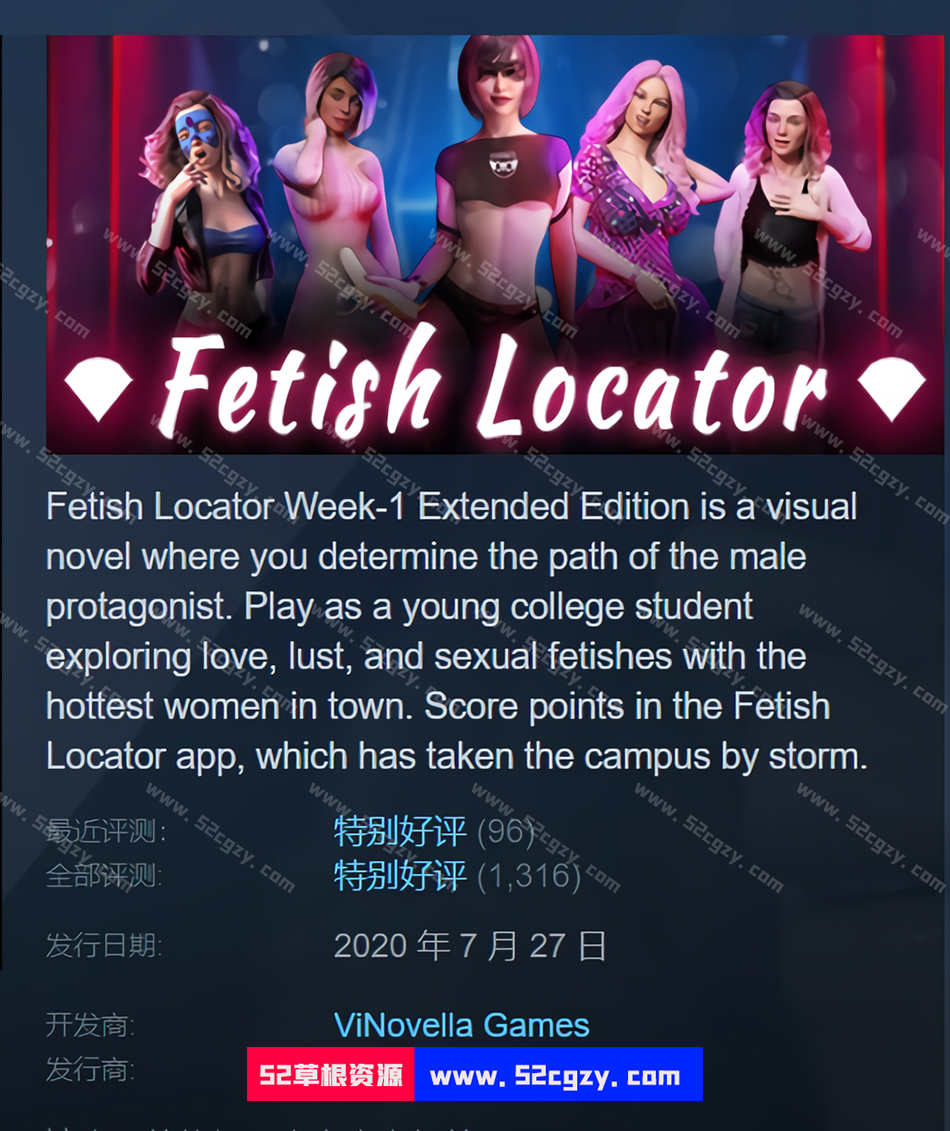 Fetish Locator
Fetish Locator Week-1 Extended Edition is a visual
novel where you determine the path of the male
protagonist. Play as a young college student
exploring love, lust, and sexual fetishes with the
hottest women in town. Score points in the Fetish
Locator app, which has taken the campus by storm.
最近评测: 特别好评 (96)
全部评测: 特别好评 (1,316)
发行日期: 2020 年 7 月 27 日
开发商: ViNovella Games
发行商:
52草根资源 www.52cgzy.com
www.52cgzy.com